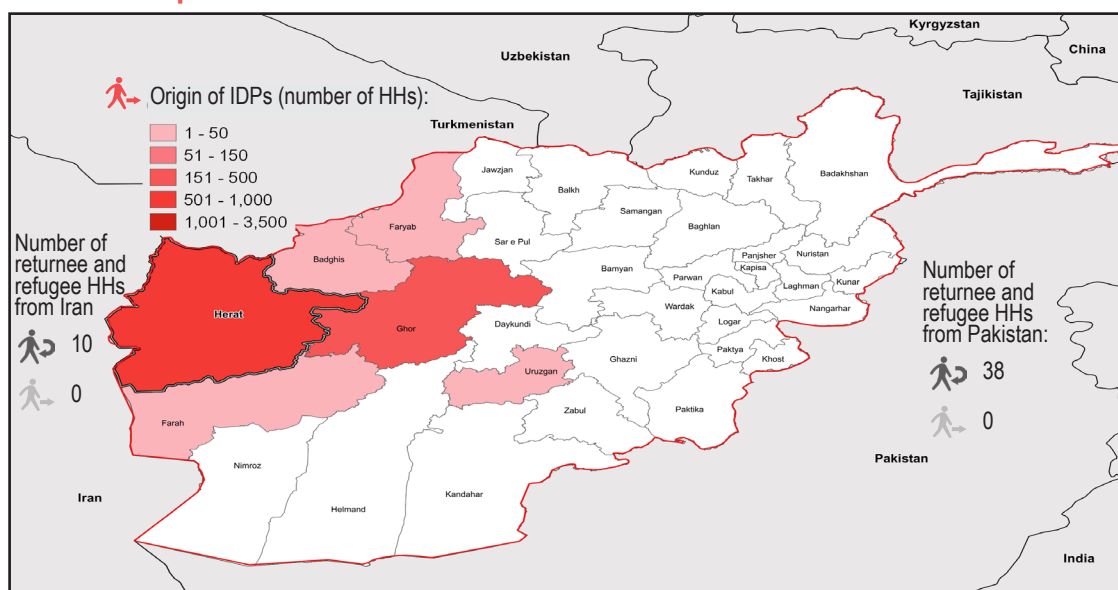 Kyrgyzstan
Uzbekistan
China
Tajikistan
Turkmenistan
Origin of IDPs (number of HHs):
1 - 50
51 - 150
151 - 500
501 - 1,000
1,001 - 3,500
Number of
returnee and
refugee HHs
from Iran
10
0
Jawzjan
Balkh
Kunduz
Takhar
Badakhshan
Samangan
Faryab
Baghlan
Sar e Pul
Badghis
Panjsher
Nuristan
Kapisa
Bamyan
Parwan
Laghman
Kunar
Kabul
Wardak
Nangarhar
Herat
Logar
Daykundi
Ghor
Paktya
Khost
Ghazni
Uruzgan
Zabul
Paktika
Farah
Nimroz
Kandahar
Helmand
Number of
returnee and
refugee HHs
from Pakistan:
38
0
Pakistan
Iran
India